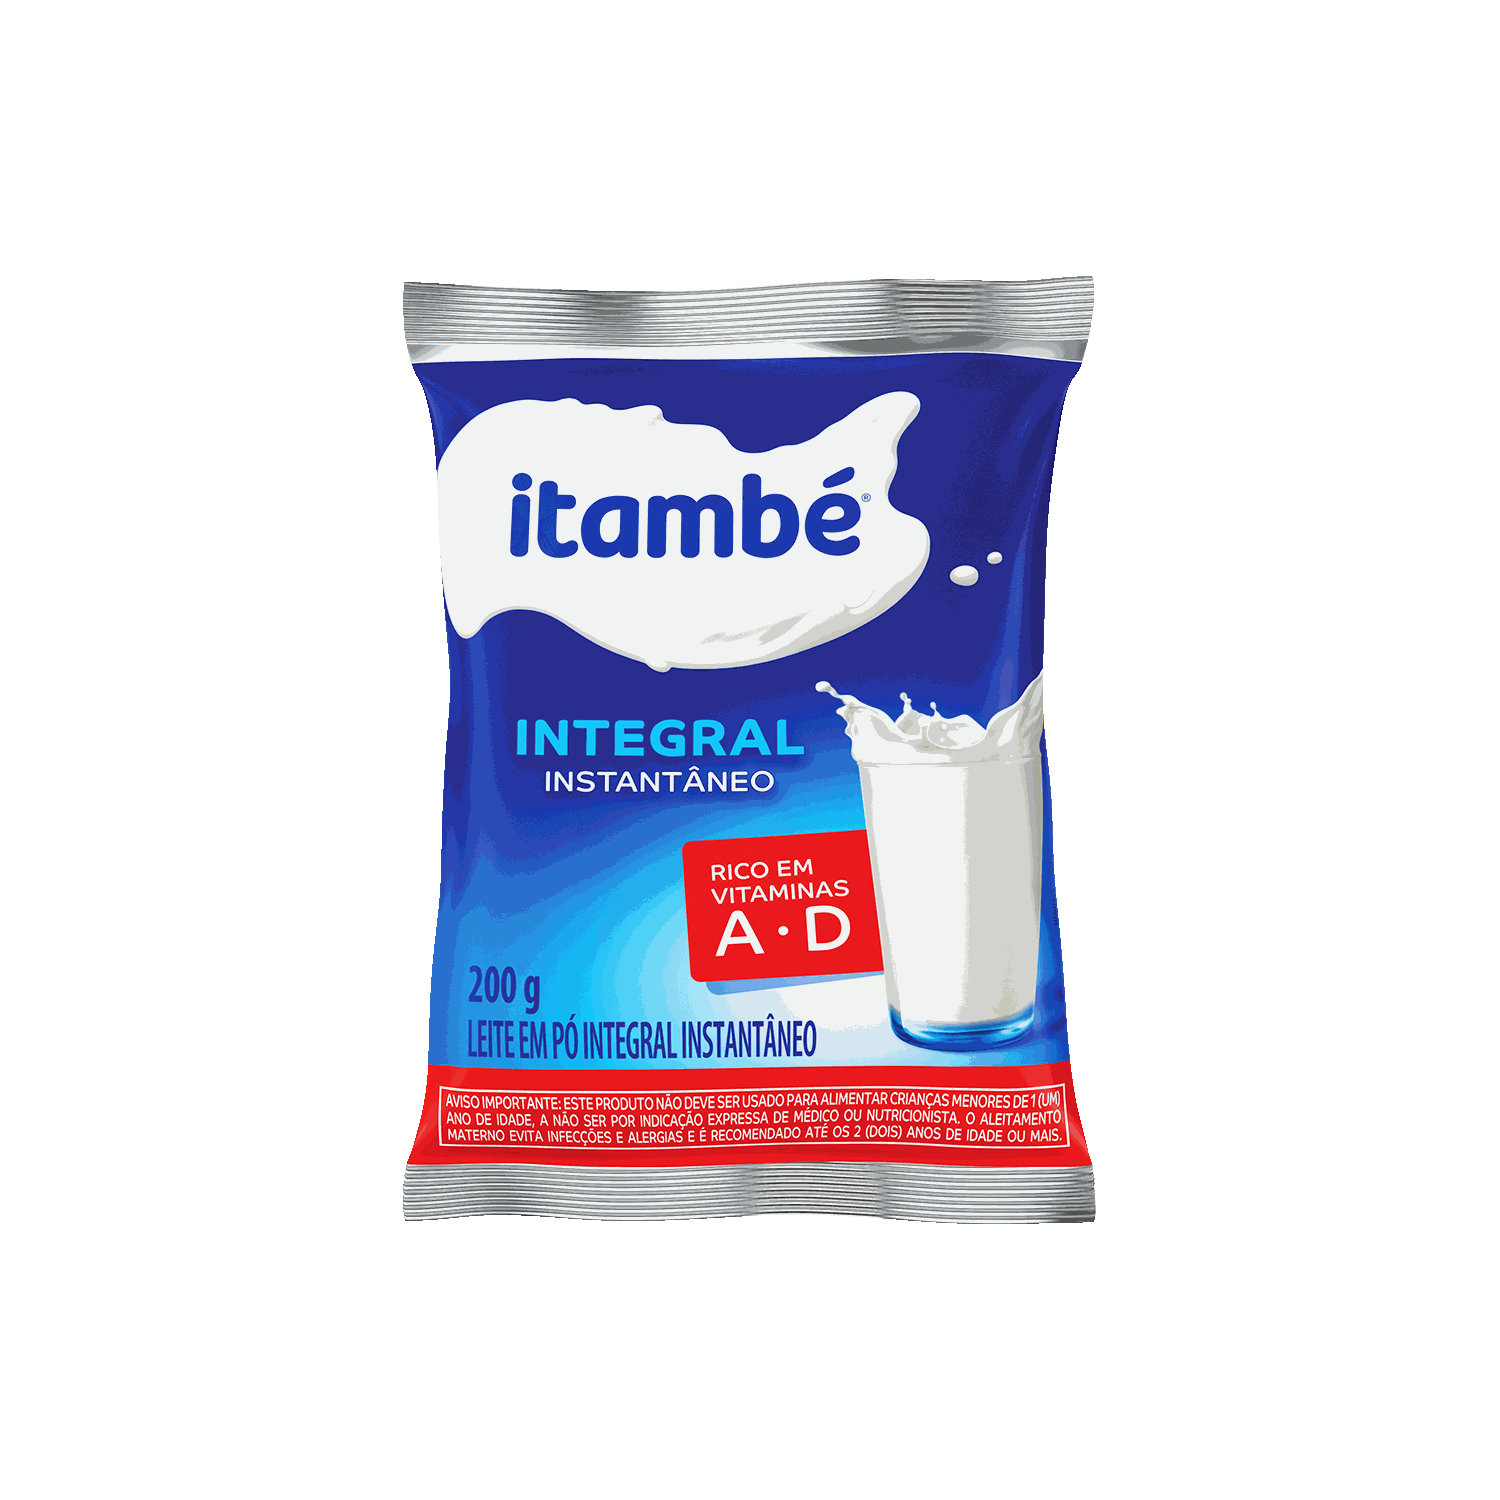 itambé®
INTEGRAL
INSTANTÂNEO
RICO EM
VITAMINAS
A • D
200 g
LEITE EM PÓ INTEGRAL INSTANTÂNEO
AVISO IMPORTANTE: ESTE PRODUTO NÃO DEVE SER USADO PARA ALIMENTAR CRIANÇAS MENORES DE 1 (UM)
ANO DE IDADE, A NÃO SER POR INDICAÇÃO EXPRESSA DE MÉDICO OU NUTRICIONISTA. O ALEITAMENTO
MATERNO EVITA INFECÇÕES E ALERGIAS E É RECOMENDADO ATÉ OS 2 (DOIS) ANOS DE IDADE OU MAIS.